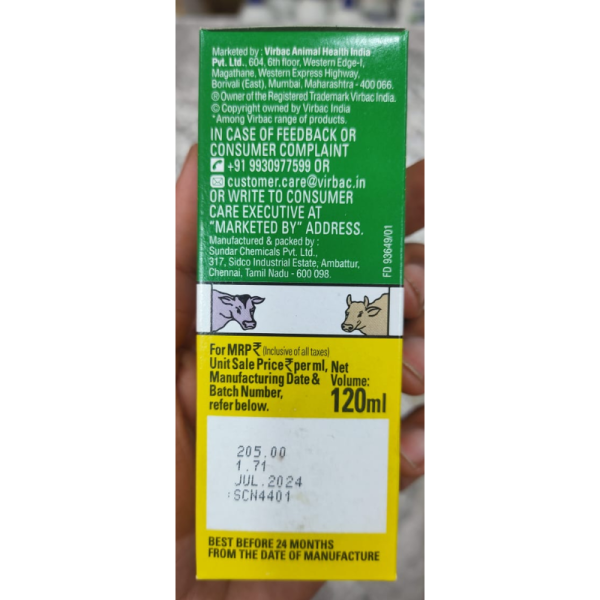 Marketed by : Virbac Animal Health India
Pvt. Ltd., 604, 6th floor, Western Edge-I,
Magathane, Western Express Highway,
Borivali (East), Mumbai, Maharashtra - 400 066.
® Owner of the Registered Trademark Virbac India.
© Copyright owned by Virbac India
*Among Virbac range of products.
IN CASE OF FEEDBACK OR
CONSUMER COMPLAINT
+91 9930977599 OR
customer.care@virbac.in
OR WRITE TO CONSUMER
CARE EXECUTIVE AT
"MARKETED BY" ADDRESS.
Manufactured & packed by :
Sundar Chemicals Pvt. Ltd.,
317, Sidco Industrial Estate, Ambattur,
Chennai, Tamil Nadu - 600 098.
FD 93649/01
For MRP ₹ (Inclusive of all taxes)
Unit Sale Price ₹ per ml,
Manufacturing Date &
Batch Number,
refer below.
Net
Volume:
120ml
205.00
1.71
JUL.2024
:SCN4401
BEST BEFORE 24 MONTHS
FROM THE DATE OF MANUFACTURE